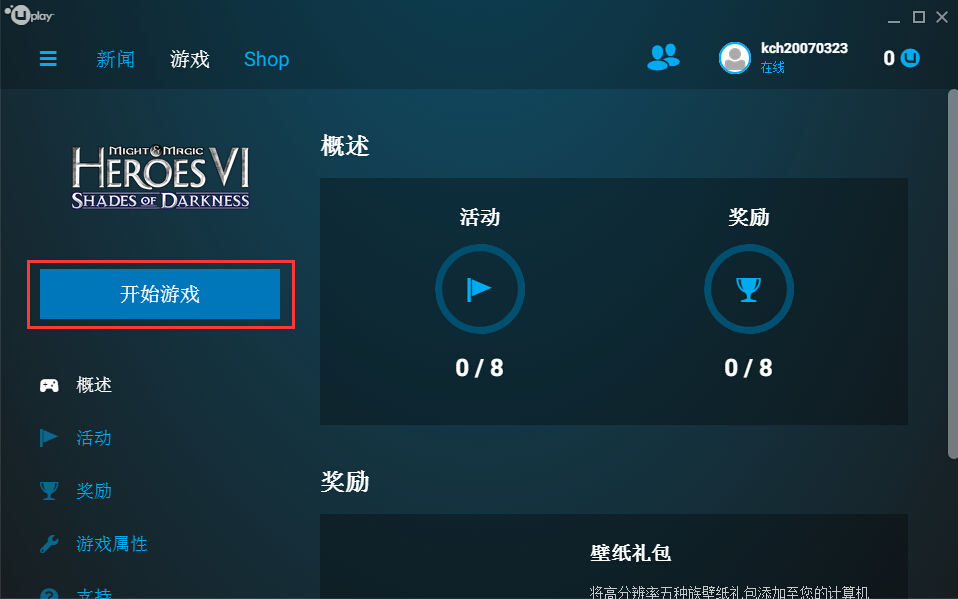 Uplay
新闻 游戏 Shop
kch20070323
在线
0
MIGHT & MAGIC
HEROES VI
SHADES OF DARKNESS
开始游戏
概述
活动
奖励
游戏属性
支持
概述
活动 奖励
0 / 8 0 / 8
奖励
壁纸礼包
将高分辨率五种族壁纸礼包添加至您的计算机